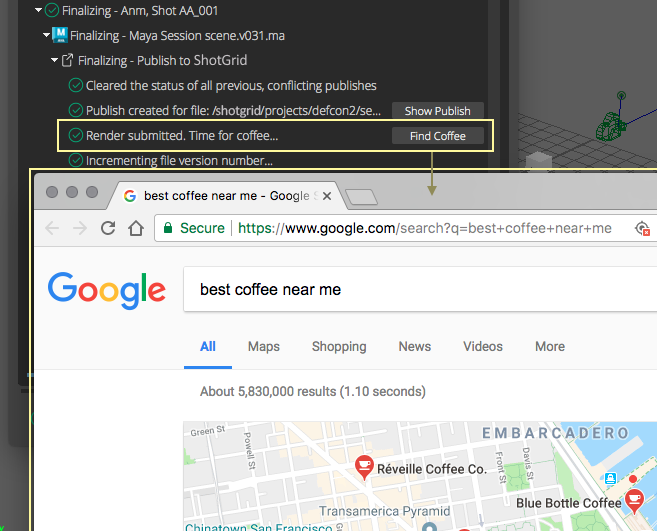 Finalizing - Anm, Shot AA_001
Finalizing - Maya Session scene.v031.ma
Finalizing - Publish to ShotGrid
Cleared the status of all previous, conflicting publishes
Publish created for file: /shotgrid/projects/defcon2/se... Show Publish
Render submitted. Time for coffee... Find Coffee
Incrementing file version number...
best coffee near me - Google S
Secure https://www.google.com/search?q=best+coffee+near+me
Google
best coffee near me
All Maps Shopping News Videos More
About 5,830,000 results (1.10 seconds)
Green St
Powell St
EMBARCADERO
Front St
Davis St
Réveille Coffee Co.
Transamerica Pyramid
Blue Bottle Coffee
Chinatown San Francisco